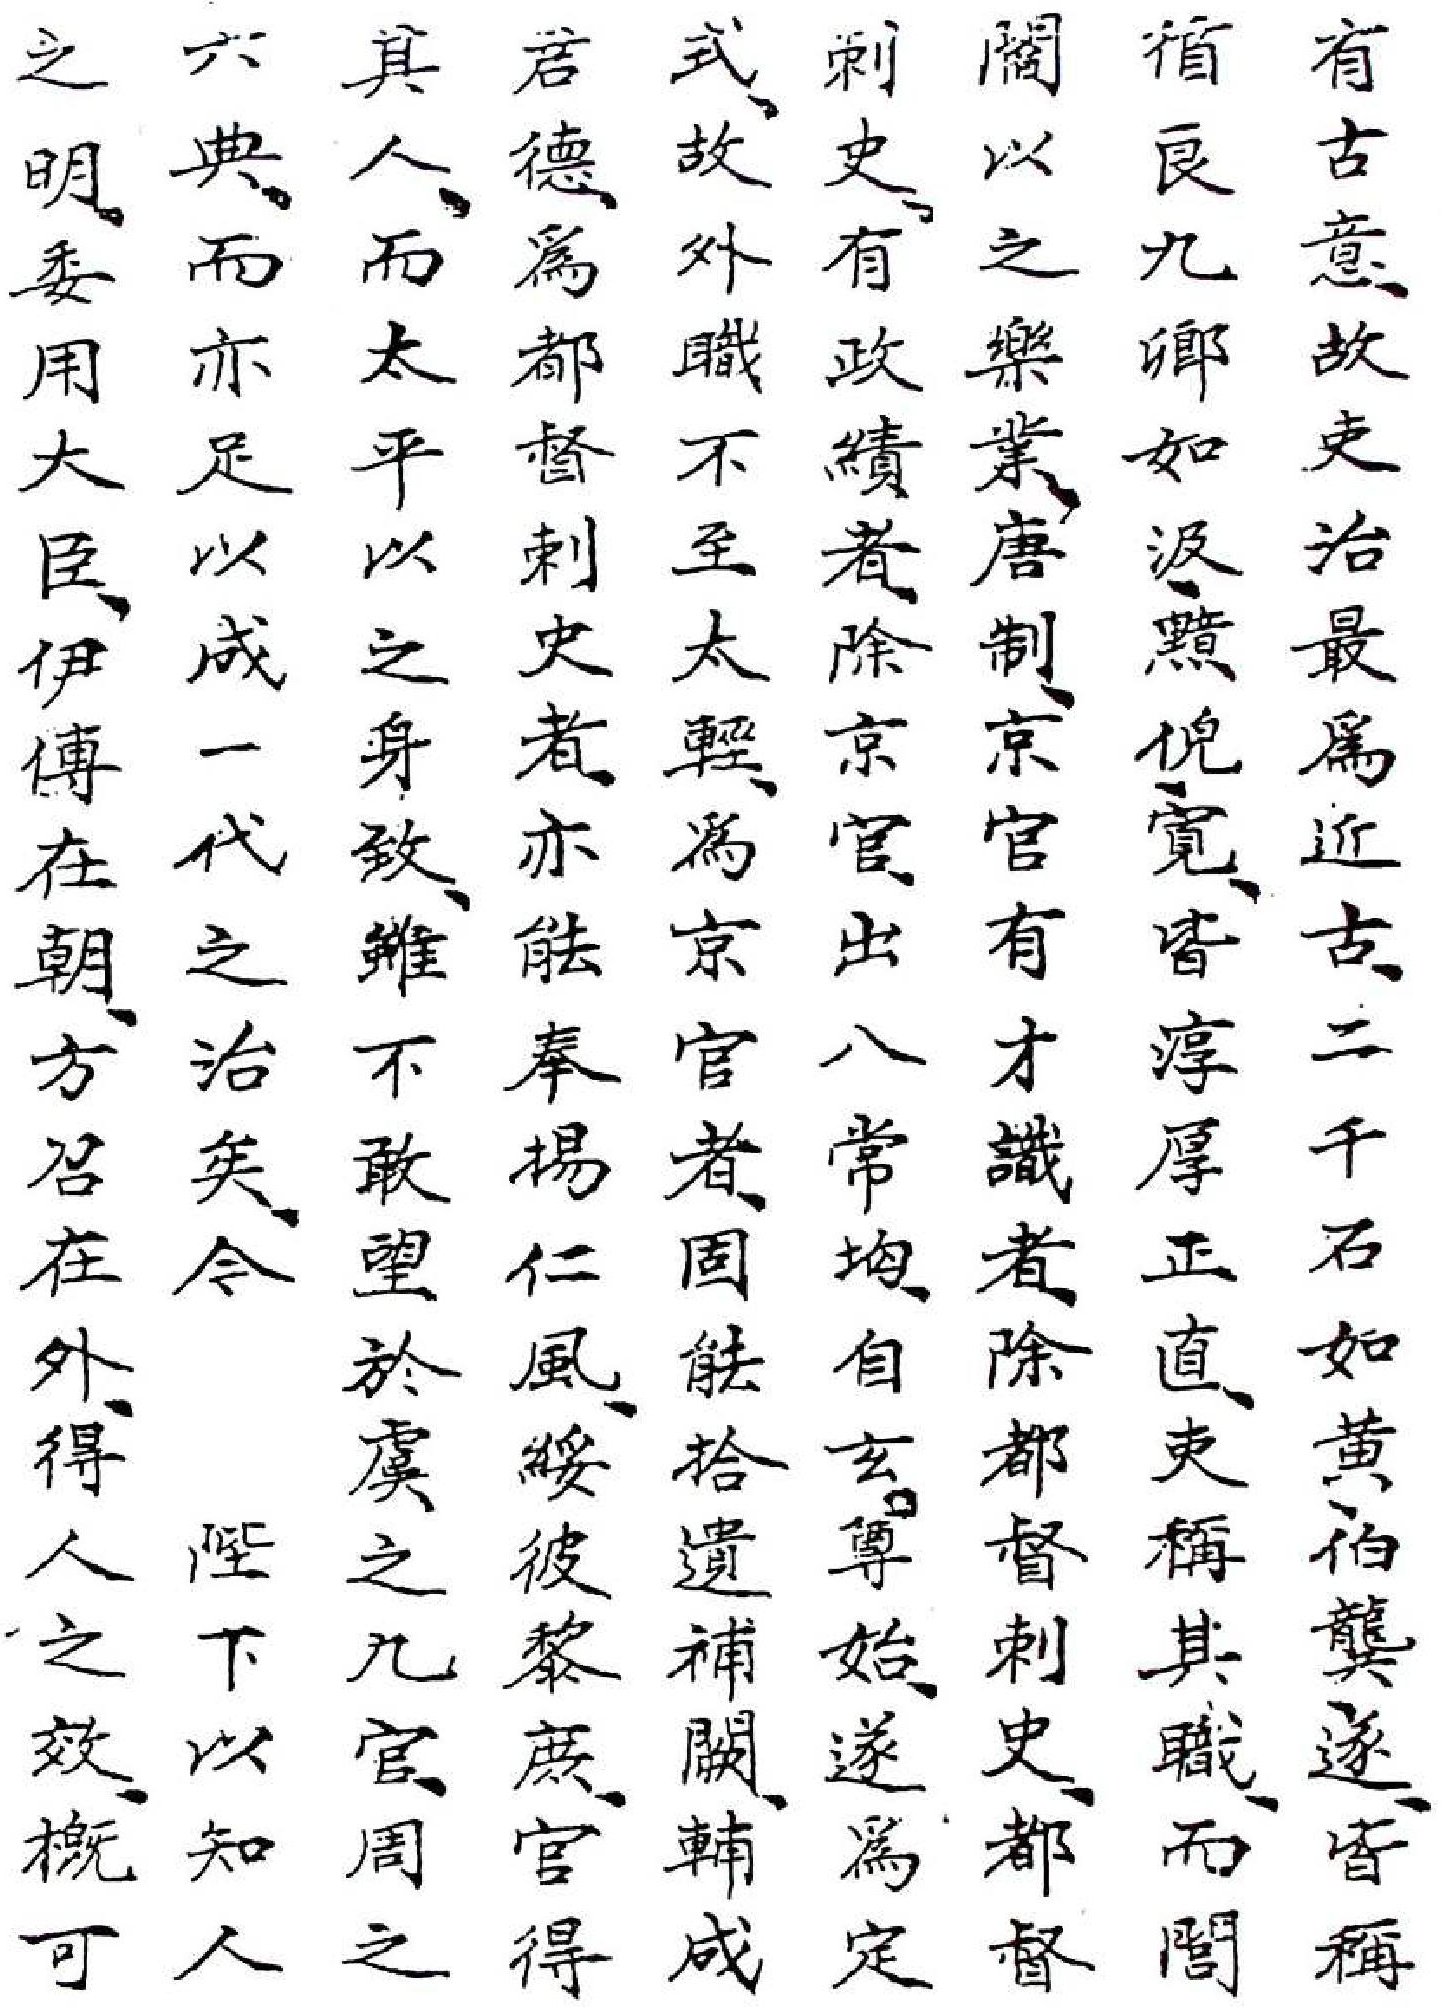 有古意、故吏治最爲近古、二千石如黄、伯龔、遂、皆稱
循良九卿如汲、黯倪、寬、皆淳厚正直、吏稱其職、而閭
閻以之樂業、唐制、京官有才識者、除都督刺史、都督
刺史、有政績者、除京官、出入常均、自玄。尊始、遂爲定
式、故外職不至太輕、爲京官者、固能拾遺補闕、輔成
君德、爲都督刺史者、亦能奉揚仁風、綏彼黎庶、官得
其人、而太平以之身致、雖不敢望於虞之九官、周之
六典、而亦足以成一代之治矣、今　陛下以知人
之明、委用大臣、伊傅在朝、方召在外、得人之效、概可